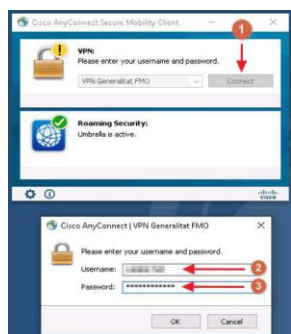 Cisco AnyConnect Secure Mobility Client
1
VPN:
Please enter your username and password.
VPN Generalitat FMO
Connect
Roaming Security:
Umbrella is active.
CISCO
Cisco AnyConnect | VPN Generalitat FMO
Please enter your username and password.
Username:
2
Password: ************
3
OK
Cancel